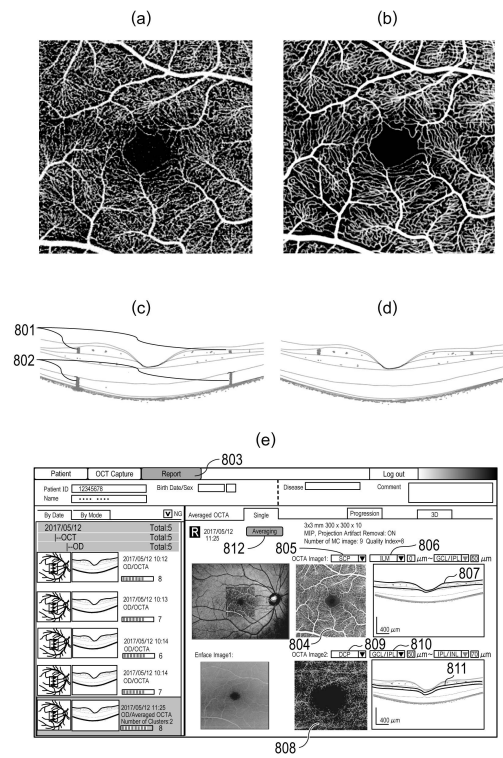 (a)
(b)
(c)
(d)
801
802
(e)
803
Patient
OCT Capture
Report
Log out
Patient ID
12345678
Birth Date/Sex
Disease
Comment
Name
By Date
By Mode
NG
Averaged OCTA
Single
Progression
3D
2017/05/12 Total:5
|-OCT Total:5
|-OD Total:5
2017/05/12 10:12
OD/OCTA
8
2017/05/12 10:13
OD/OCTA
7
2017/05/12 10:14
OD/OCTA
6
2017/05/12 10:14
OD/OCTA
7
2017/05/12 11:25
OD/Averaged OCTA
Number of Clusters:2
8
R
2017/05/12
11:25
Averaging
812
3x3 mm 300 x 300 x 10
MIP, Projection Artifact Removal: ON
Number of MC image: 9 Quality Index=8
805
806
OCTA Image1:
SCP
ILM
0 μm~
GCL/IPL
μm
807
400 μm
804
809
810
Enface Image1:
OCTA Image2:
DCP
GCL/IPL
μm~
IPL/INL
μm
811
400 μm
808